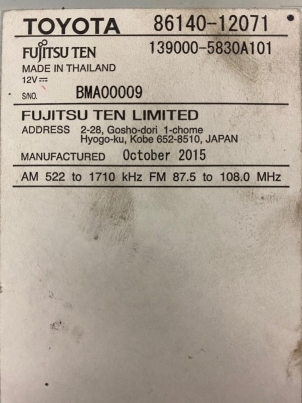 TOYOTA 86140-12071
FUJITSU TEN 139000-5830A101
MADE IN THAILAND
12V⎓
S/NO. BMA00009
FUJITSU TEN LIMITED
ADDRESS 2-28, Gosho-dori 1-chome
Hyogo-ku, Kobe 652-8510, JAPAN
MANUFACTURED October 2015
AM 522 to 1710 kHz FM 87.5 to 108.0 MHz